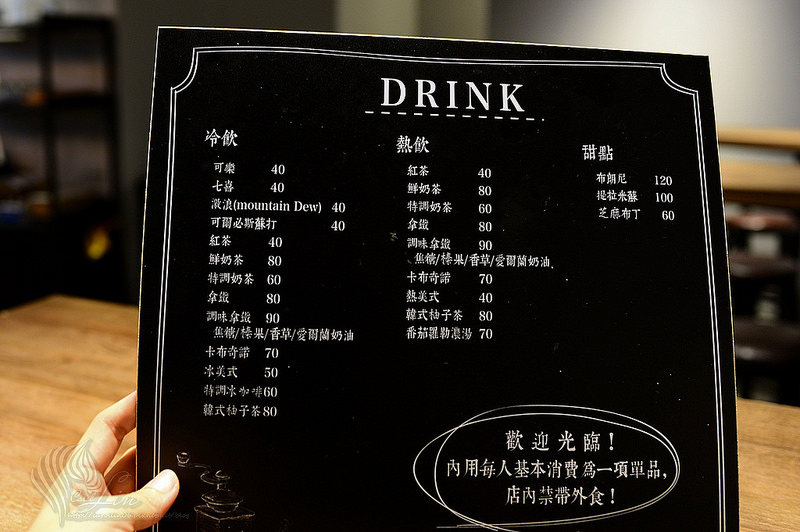 DRINK
冷飲
可樂 40
七喜 40
激浪(mountain Dew) 40
可爾必斯蘇打 40
紅茶 40
鮮奶茶 80
特調奶茶 60
拿鐵 80
調味拿鐵 90
焦糖/榛果/香草/愛爾蘭奶油
卡布奇諾 70
冰美式 50
特調冰咖啡 60
韓式柚子茶 80
熱飲
紅茶 40
鮮奶茶 80
特調奶茶 60
拿鐵 80
調味拿鐵 90
焦糖/榛果/香草/愛爾蘭奶油
卡布奇諾 70
熱美式 40
韓式柚子茶 80
番茄羅勒濃湯 70
甜點
布朗尼 120
提拉米蘇 100
芝麻布丁 60
歡迎光臨!
內用每人基本消費為一項單品,
店內禁帶外食!